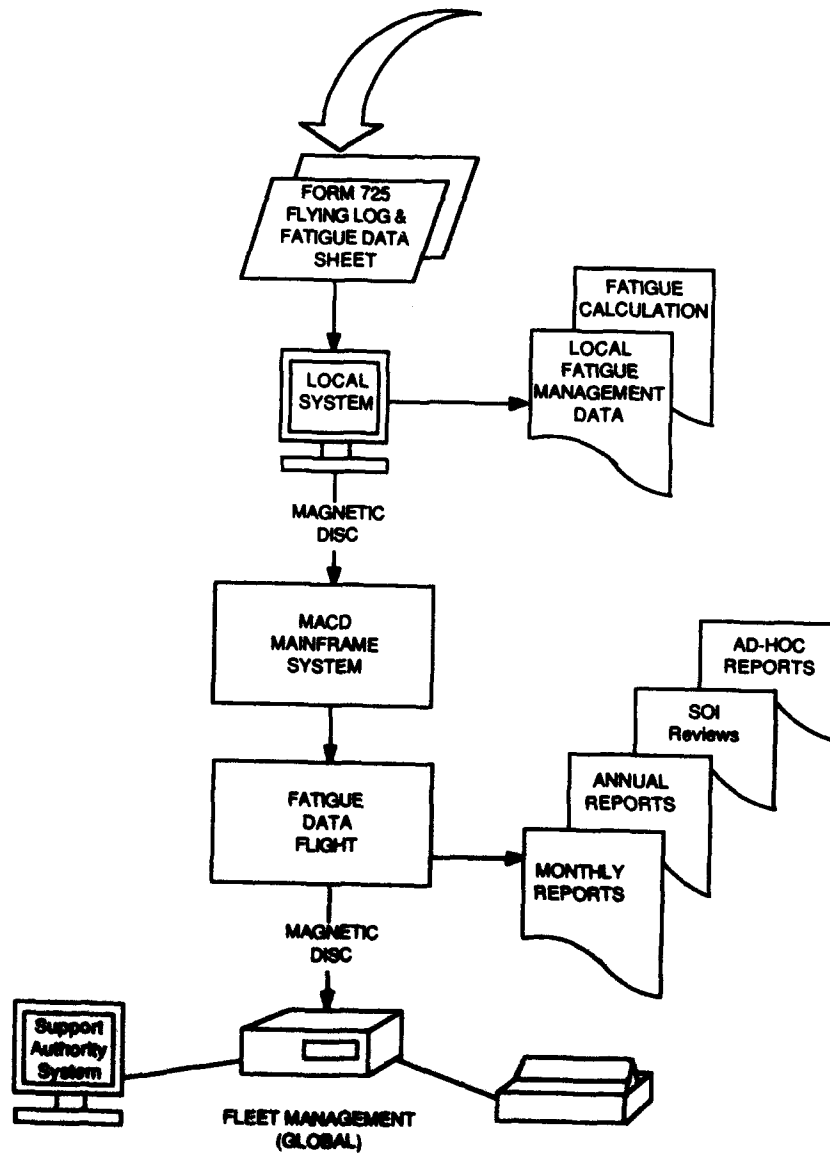 FORM 725
FLYING LOG &
FATIGUE DATA
SHEET
FATIGUE
CALCULATION
LOCAL
FATIGUE
MANAGEMENT
DATA
LOCAL
SYSTEM
MAGNETIC
DISC
MACD
MAINFRAME
SYSTEM
AD-HOC
REPORTS
SOI
Reviews
ANNUAL
REPORTS
MONTHLY
REPORTS
FATIGUE
DATA
FLIGHT
MAGNETIC
DISC
Support
Authority
System
FLEET MANAGEMENT
(GLOBAL)